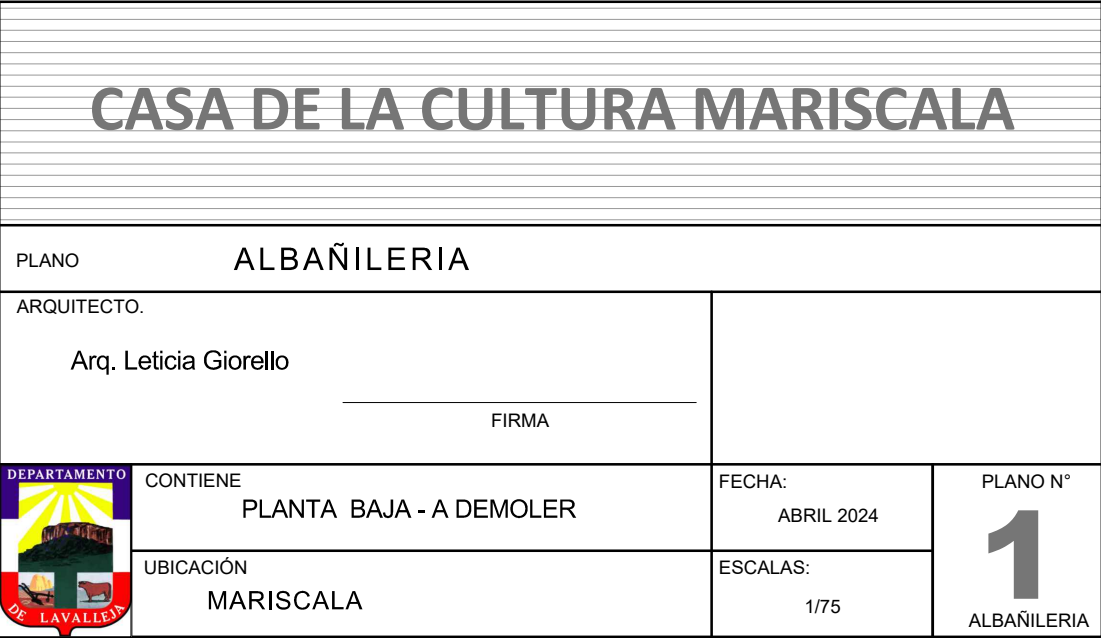 CASA DE LA CULTURA MARISCALA
PLANO ALBAÑILERIA
ARQUITECTO.
Arq. Leticia Giorello
FIRMA
DEPARTAMENTO
DE LAVALLEJA
CONTIENE
PLANTA BAJA - A DEMOLER
FECHA:
ABRIL 2024
PLANO N°
1
ALBAÑILERIA
UBICACIÓN
MARISCALA
ESCALAS:
1/75